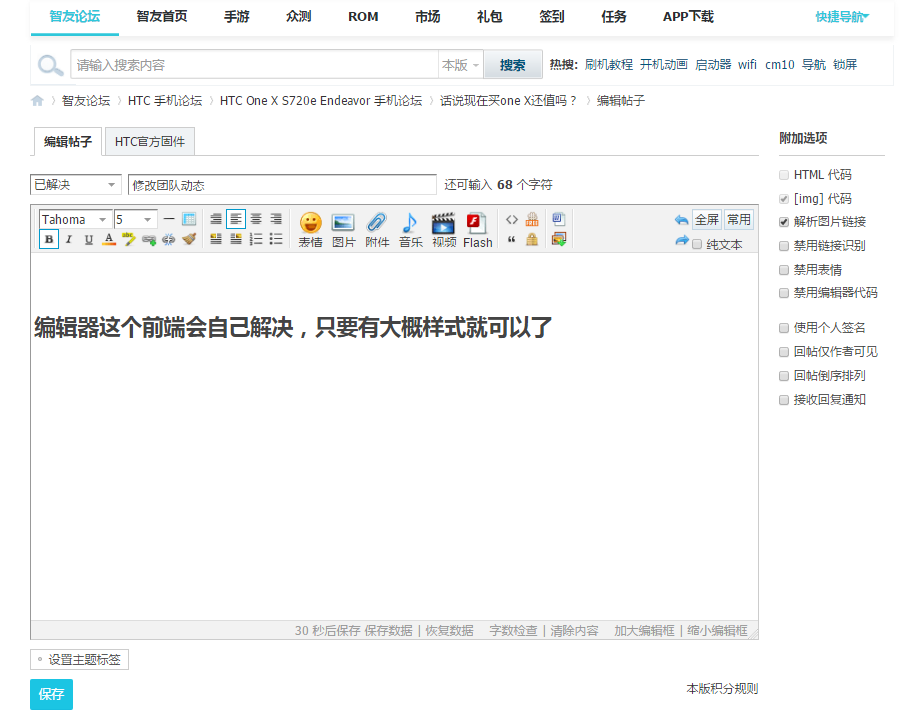 智友论坛 智友首页 手游 众测 ROM 市场 礼包 签到 任务 APP下载 快捷导航
请输入搜索内容 本版 搜索 热搜: 刷机教程 开机动画 启动器 wifi cm10 导航 锁屏
智友论坛 HTC 手机论坛 HTC One X S720e Endeavor 手机论坛 话说现在买one X还值吗？ 编辑帖子
编辑帖子 HTC官方固件
已解决 修改团队动态 还可输入 68 个字符
Tahoma 5 表情 图片 附件 音乐 视频 Flash 全屏 常用
B I U A 纯文本
编辑器这个前端会自己解决，只要有大概样式就可以了
30 秒后保存 保存数据 | 恢复数据 字数检查 | 清除内容 加大编辑框 | 缩小编辑框
设置主题标签
保存
本版积分规则
附加选项
HTML 代码
[img] 代码
解析图片链接
禁用链接识别
禁用表情
禁用编辑器代码
使用个人签名
回帖仅作者可见
回帖倒序排列
接收回复通知